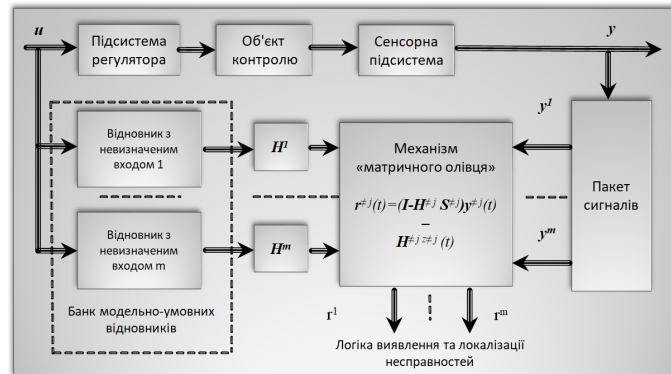 u
y
Підсистема
регулятора
Об'єкт
контролю
Сенсорна
підсистема
y¹
Відновник з
невизначеним
входом 1
H¹
Механізм
«матричного олівця»
r^≠j(t)=(I-H^≠j S^≠j)y^≠j(t)
–
H^≠j z≠j(t)
Пакет
сигналів
Відновник з
невизначеним
входом m
Hᵐ
yᵐ
Банк модельно-умовних
відновників
r¹
rᵐ
Логіка виявлення та локалізації
несправностей